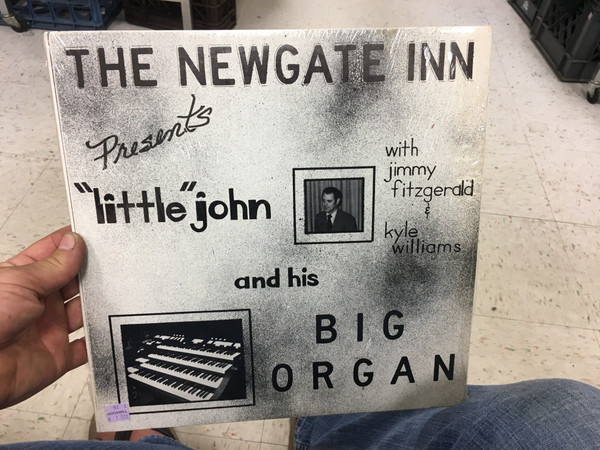 THE NEWGATE INN
Presents
"little" john
with
jimmy
fitzgerald
&
kyle
williams
and his
BIG
ORGAN